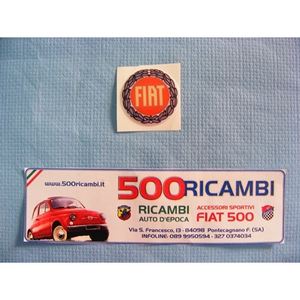 FIAT
www.500ricambi.it
500RICAMBI
RICAMBI
AUTO D'EPOCA
ACCESSORI SPORTIVI
FIAT 500
Via S. Francesco, 13 - 84098 Pontecagnano F. (SA)
INFOLINE: 089 9950594 - 327 0374034